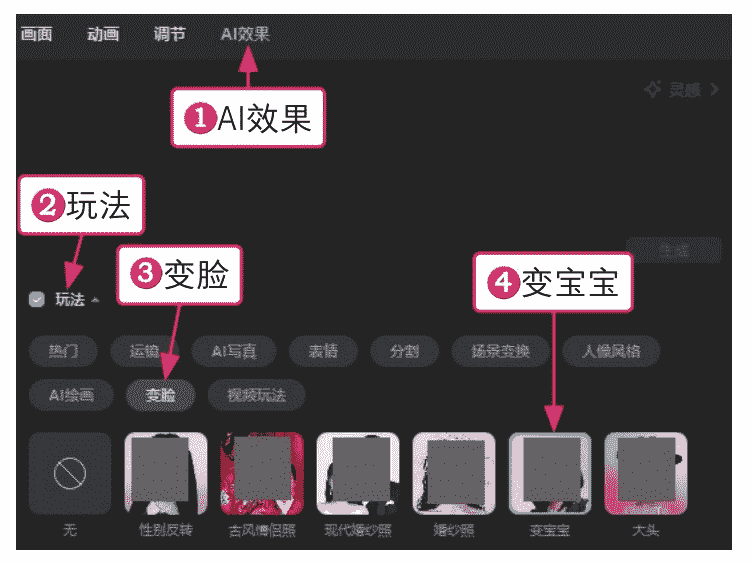 画面 动画 调节 AI效果
灵感
❶AI效果
❷玩法
生成
❸变脸
❹变宝宝
玩法
热门 运镜 AI写真 表情 分割 场景变换 人像风格
AI绘画 变脸 视频玩法
无 性别反转 古风情侣照 现代婚纱照 婚纱照 变宝宝 大头